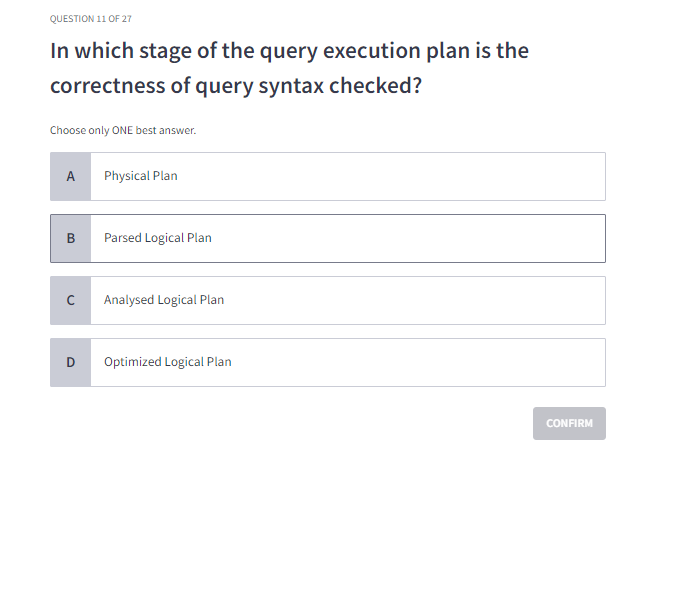 QUESTION 11 OF 27
In which stage of the query execution plan is the
correctness of query syntax checked?
Choose only ONE best answer.
A Physical Plan
B Parsed Logical Plan
C Analysed Logical Plan
D Optimized Logical Plan
CONFIRM